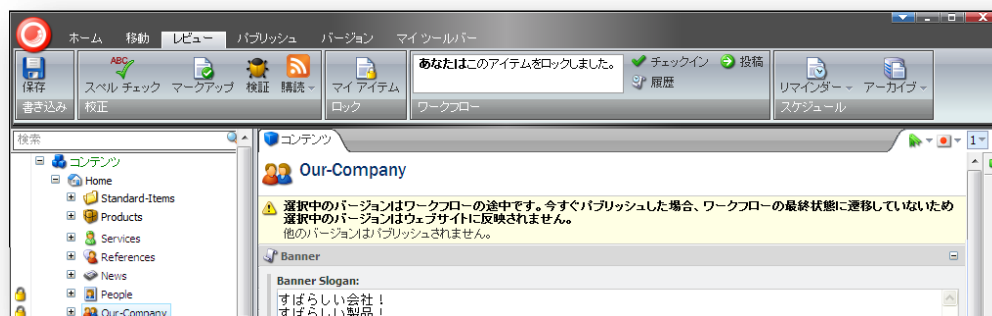 ホーム 移動 レビュー パブリッシュ バージョン マイ ツールバー
保存 ABC スペル チェック マークアップ 検証 購読 マイ アイテム あなたはこのアイテムをロックしました。 チェックイン 投稿 履歴 リマインダー アーカイブ
書き込み 校正 ロック ワークフロー スケジュール
検索 コンテンツ 1
コンテンツ
Home
Standard-Items
Products
Services
References
News
People
Our-Company
Our-Company
選択中のバージョンはワークフローの途中です。今すぐパブリッシュした場合、ワークフローの最終状態に遷移していないため
選択中のバージョンはウェブサイトに反映されません。
他のバージョンはパブリッシュされません。
Banner
Banner Slogan:
すばらしい会社!
すばらしい製品!